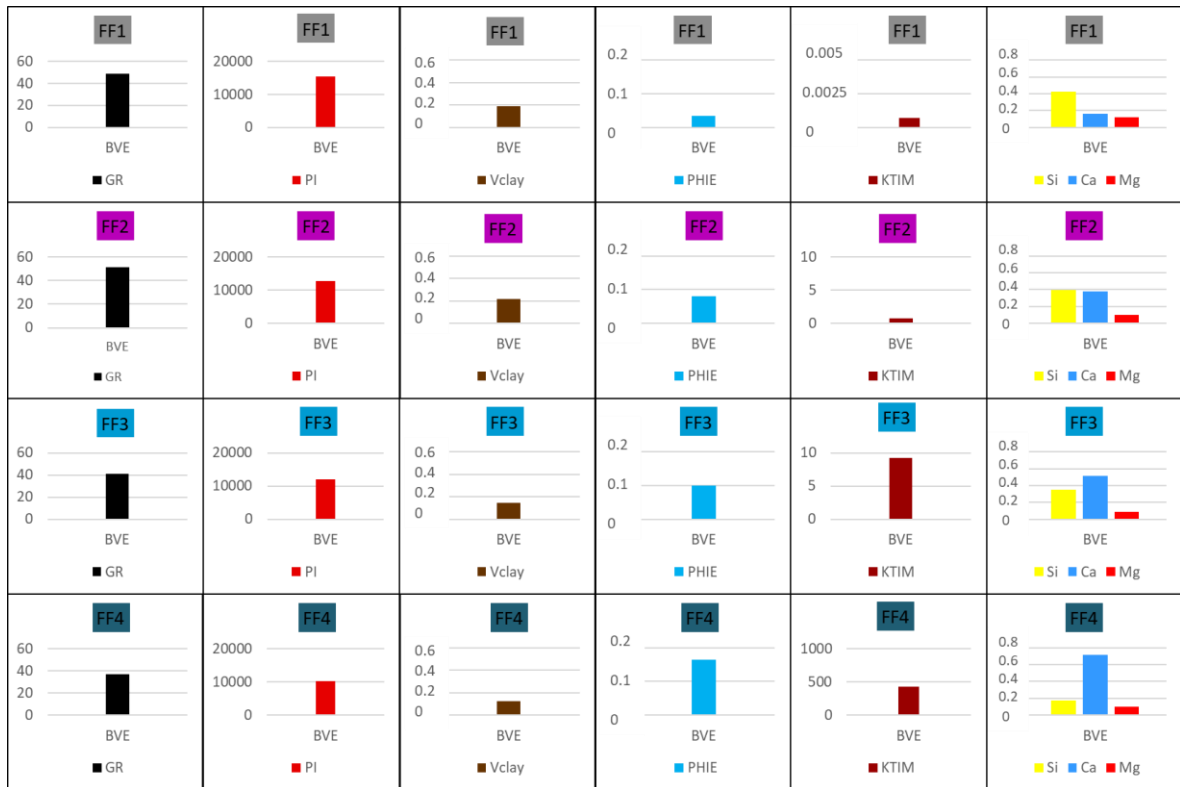 FF1 FF1 FF1 FF1 FF1 FF1
60 20000 0.6 0.2 0.005 0.8
40 10000 0.4 0.1 0.0025 0.6
20 0 0.2 0 0 0.4
0 0 0.2
0
BVE BVE BVE BVE BVE BVE
GR PI Vclay PHIE KTIM Si Ca Mg
FF2 FF2 FF2 FF2 FF2 FF2
60 20000 0.6 0.2 10 0.8
40 10000 0.4 0.1 5 0.6
20 0 0.2 0 0 0.4
0 0 0.2
0
BVE BVE BVE BVE BVE BVE
GR PI Vclay PHIE KTIM Si Ca Mg
FF3 FF3 FF3 FF3 FF3 FF3
60 20000 0.6 0.2 10 0.8
40 10000 0.4 0.1 5 0.6
20 0 0.2 0 0 0.4
0 0 0.2
0
BVE BVE BVE BVE BVE BVE
GR PI Vclay PHIE KTIM Si Ca Mg
FF4 FF4 FF4 FF4 FF4 FF4
60 20000 0.6 0.2 1000 0.8
40 10000 0.4 0.1 500 0.6
20 0 0.2 0 0 0.4
0 0 0.2
0
BVE BVE BVE BVE BVE BVE
GR PI Vclay PHIE KTIM Si Ca Mg